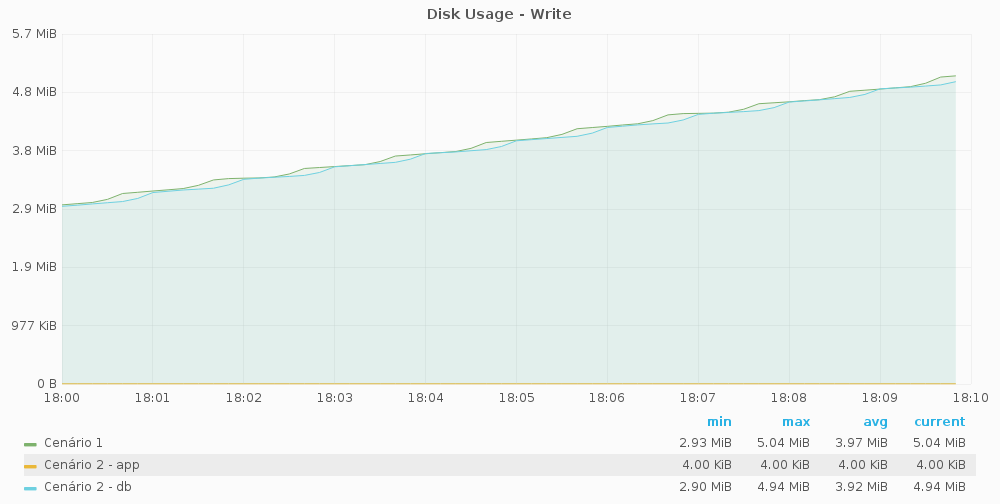 Disk Usage - Write
5.7 MiB
4.8 MiB
3.8 MiB
2.9 MiB
1.9 MiB
977 KiB
0 B
18:00 18:01 18:02 18:03 18:04 18:05 18:06 18:07 18:08 18:09 18:10
min max avg current
Cenário 1 2.93 MiB 5.04 MiB 3.97 MiB 5.04 MiB
Cenário 2 - app 4.00 KiB 4.00 KiB 4.00 KiB 4.00 KiB
Cenário 2 - db 2.90 MiB 4.94 MiB 3.92 MiB 4.94 MiB